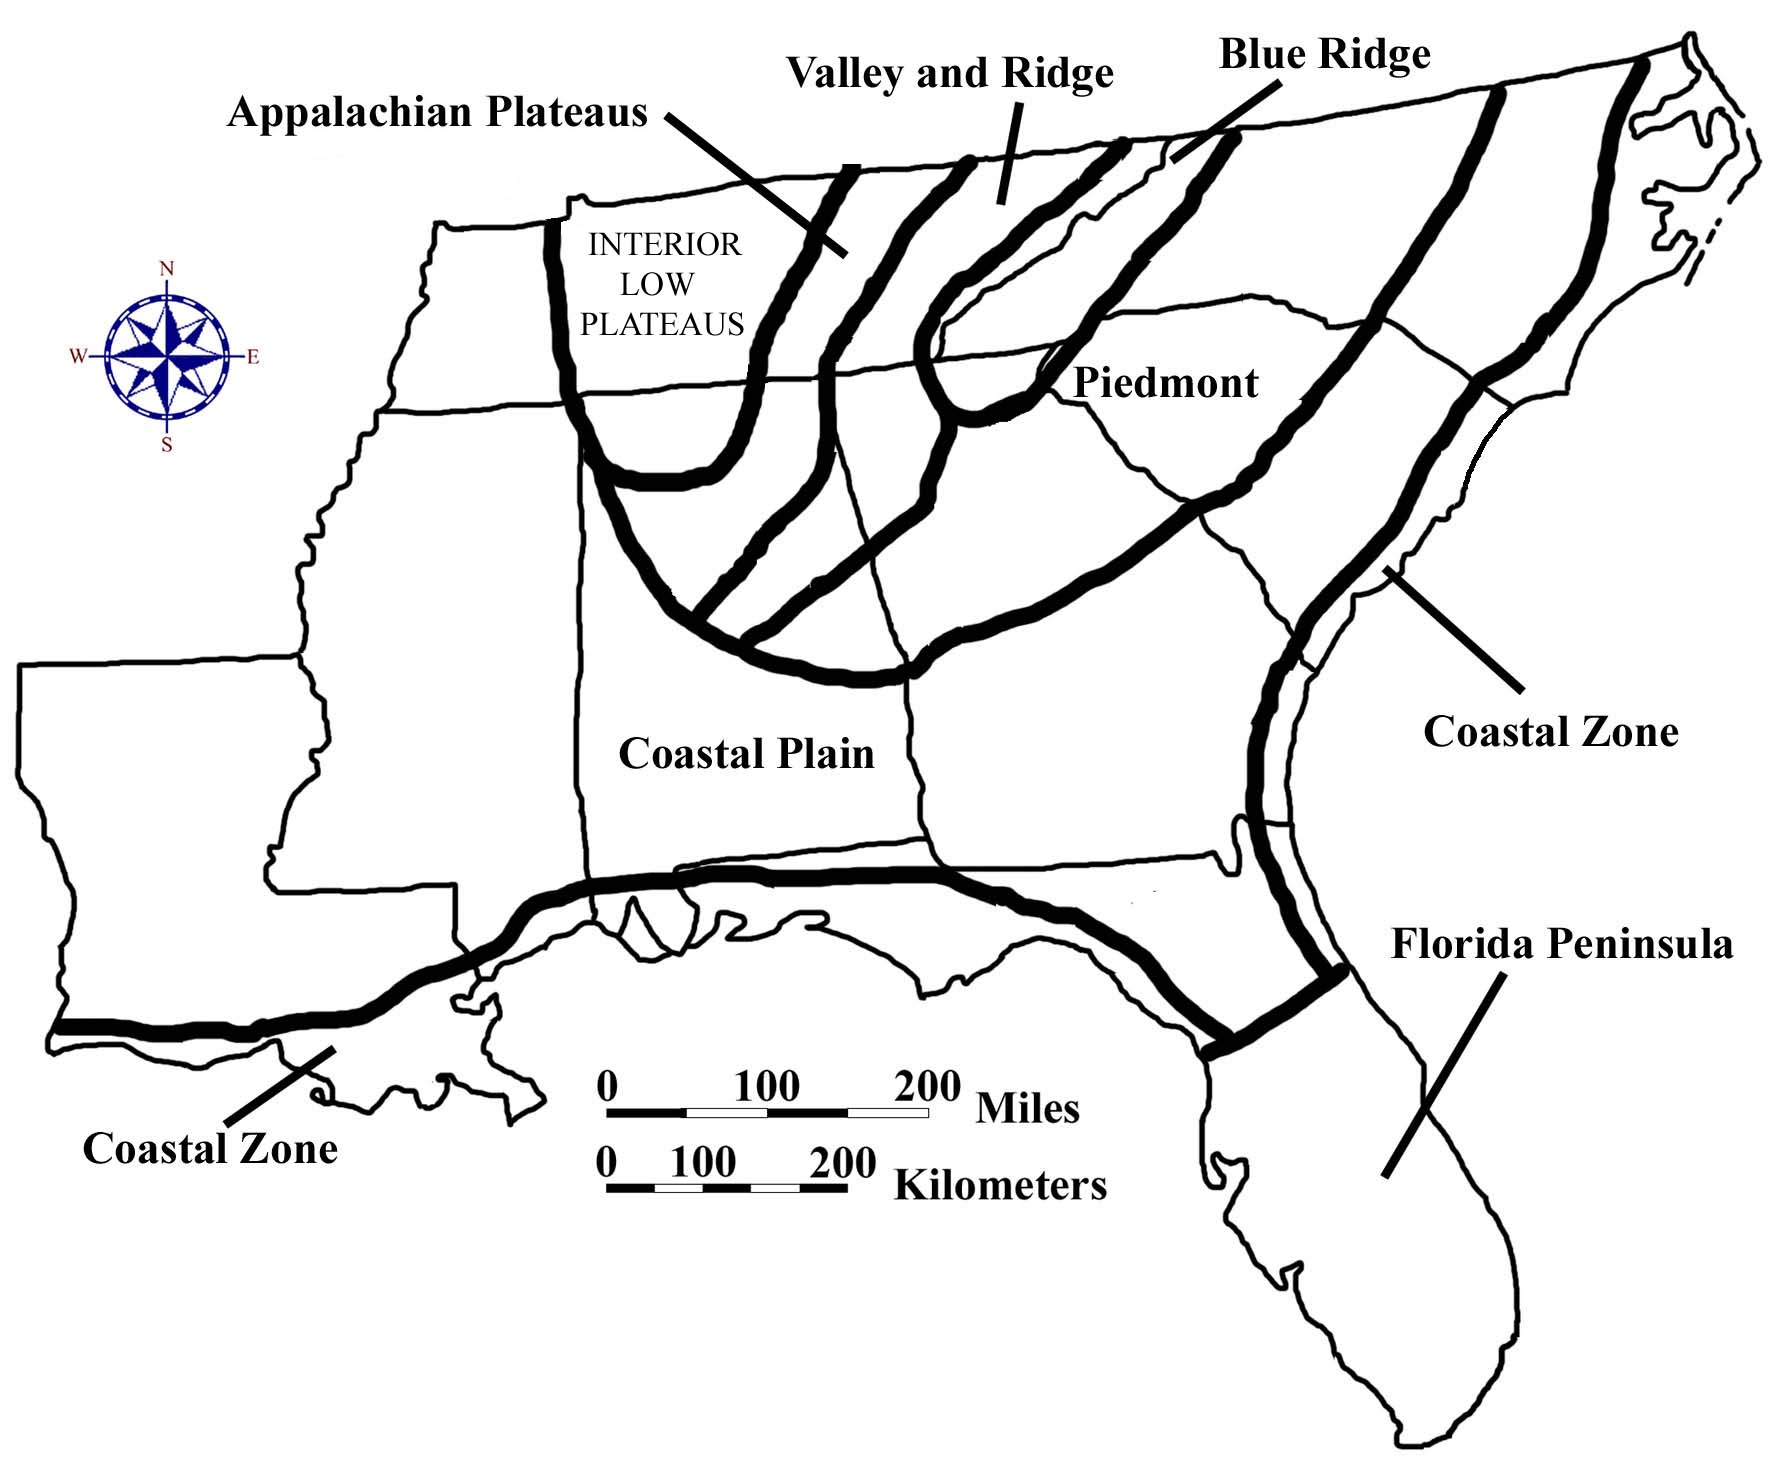 Blue Ridge
Valley and Ridge
Appalachian Plateaus
INTERIOR
LOW
PLATEAUS
N
W
E
S
Piedmont
Coastal Zone
Coastal Plain
Florida Peninsula
0 100 200 Miles
0 100 200 Kilometers
Coastal Zone